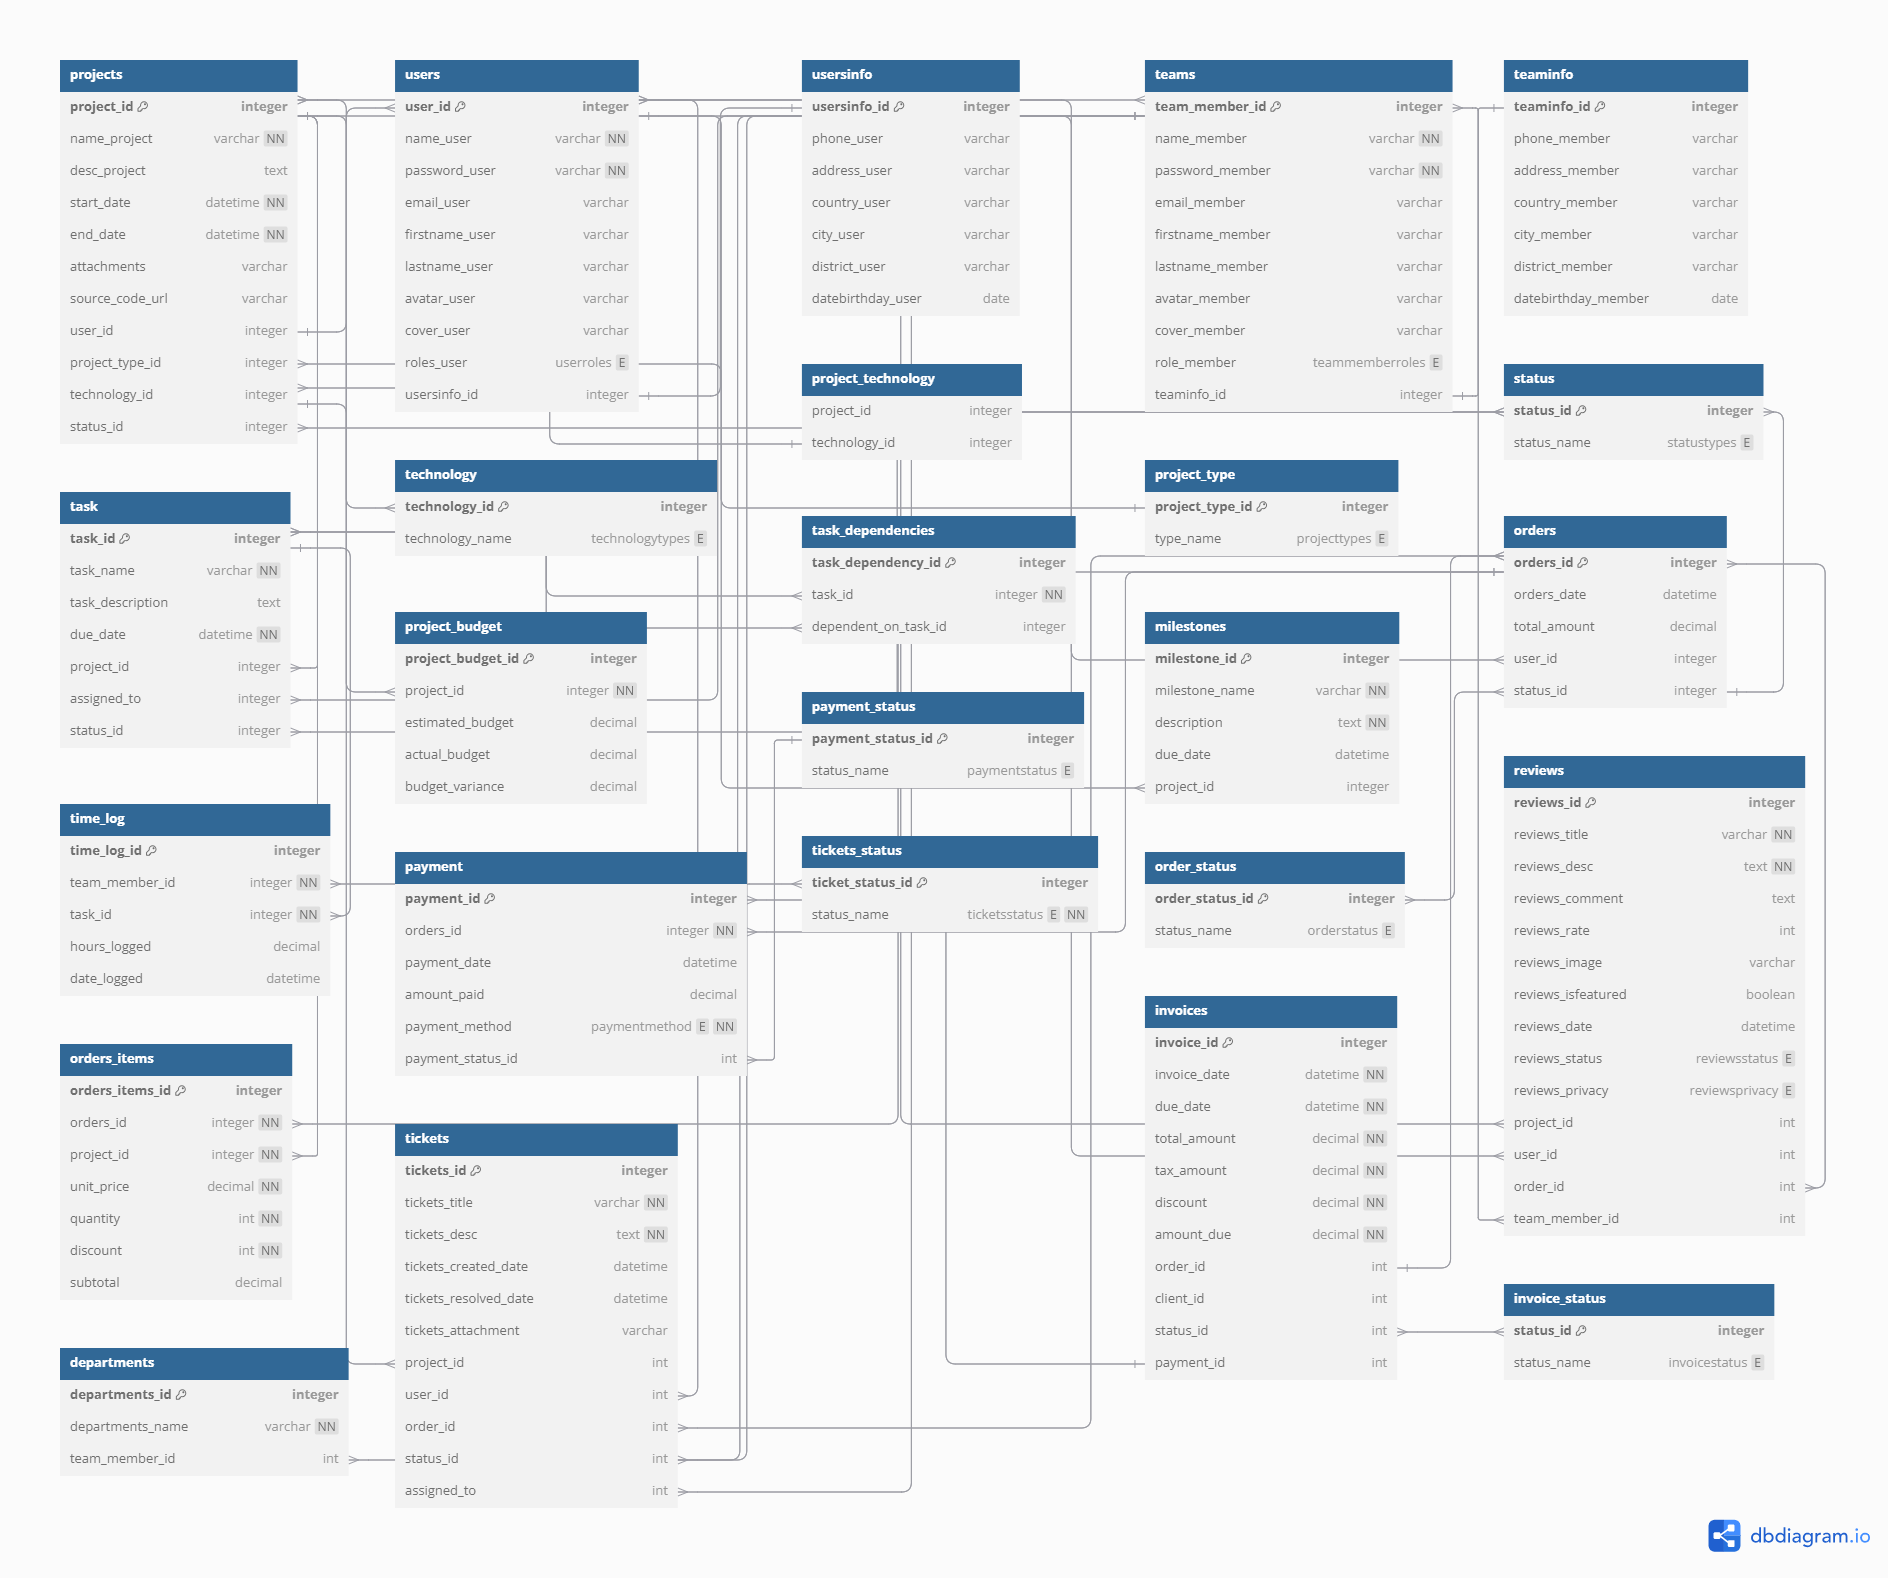 projects
project_id integer
name_project varchar NN
desc_project text
start_date datetime NN
end_date datetime NN
attachments varchar
source_code_url varchar
user_id integer
project_type_id integer
technology_id integer
status_id integer
users
user_id integer
name_user varchar NN
password_user varchar NN
email_user varchar
firstname_user varchar
lastname_user varchar
avatar_user varchar
cover_user varchar
roles_user userroles E
usersinfo_id integer
usersinfo
usersinfo_id integer
phone_user varchar
address_user varchar
country_user varchar
city_user varchar
district_user varchar
datebirthday_user date
teams
team_member_id integer
name_member varchar NN
password_member varchar NN
email_member varchar
firstname_member varchar
lastname_member varchar
avatar_member varchar
cover_member varchar
role_member teammemberroles E
teaminfo_id integer
teaminfo
teaminfo_id integer
phone_member varchar
address_member varchar
country_member varchar
city_member varchar
district_member varchar
datebirthday_member date
project_technology
project_id integer
technology_id integer
status
status_id integer
status_name statustypes E
technology
technology_id integer
technology_name technologytypes E
project_type
project_type_id integer
type_name projecttypes E
task
task_id integer
task_name varchar NN
task_description text
due_date datetime NN
project_id integer
assigned_to integer
status_id integer
task_dependencies
task_dependency_id integer
task_id integer NN
dependent_on_task_id integer
orders
orders_id integer
orders_date datetime
total_amount decimal
user_id integer
status_id integer
project_budget
project_budget_id integer
project_id integer NN
estimated_budget decimal
actual_budget decimal
budget_variance decimal
milestones
milestone_id integer
milestone_name varchar NN
description text NN
due_date datetime
project_id integer
payment_status
payment_status_id integer
status_name paymentstatus E
reviews
reviews_id integer
reviews_title varchar NN
reviews_desc text NN
reviews_comment text
reviews_rate int
reviews_image varchar
reviews_isfeatured boolean
reviews_date datetime
reviews_status reviewsstatus E
reviews_privacy reviewsprivacy E
project_id int
user_id int
order_id int
team_member_id int
time_log
time_log_id integer
team_member_id integer NN
task_id integer NN
hours_logged decimal
date_logged datetime
payment
payment_id integer
orders_id integer NN
payment_date datetime
amount_paid decimal
payment_method paymentmethod E NN
payment_status_id int
tickets_status
ticket_status_id integer
status_name ticketsstatus E NN
order_status
order_status_id integer
status_name orderstatus E
invoices
invoice_id integer
invoice_date datetime NN
due_date datetime NN
total_amount decimal NN
tax_amount decimal NN
discount decimal NN
amount_due decimal NN
order_id int
client_id int
status_id int
payment_id int
orders_items
orders_items_id integer
orders_id integer NN
project_id integer NN
unit_price decimal NN
quantity int NN
discount int NN
subtotal decimal
tickets
tickets_id integer
tickets_title varchar NN
tickets_desc text NN
tickets_created_date datetime
tickets_resolved_date datetime
tickets_attachment varchar
project_id int
user_id int
order_id int
status_id int
assigned_to int
invoice_status
status_id integer
status_name invoicestatus E
departments
departments_id integer
departments_name varchar NN
team_member_id int
dbdiagram.io